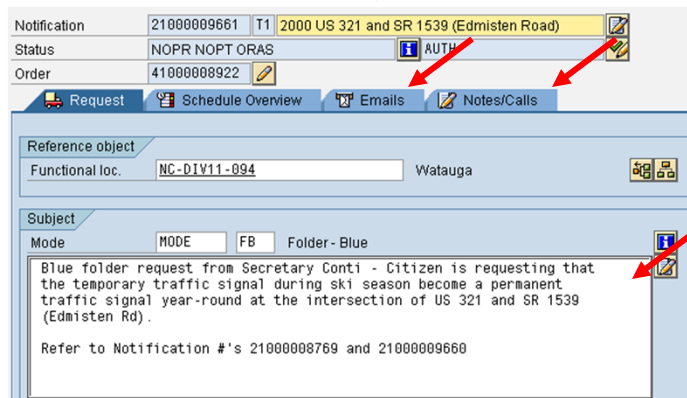 Notification 21000009661 T1 2000 US 321 and SR 1539 (Edmisten Road)
Status NOPR NOPT ORAS AUTH
Order 41000008922
Request Schedule Overview Emails Notes/Calls
Reference object
Functional loc. NC-DIV11-094 Watauga
Subject
Mode MODE FB Folder - Blue
Blue folder request from Secretary Conti - Citizen is requesting that
the temporary traffic signal during ski season become a permanent
traffic signal year-round at the intersection of US 321 and SR 1539
(Edmisten Rd).
Refer to Notification #'s 21000008769 and 21000009660